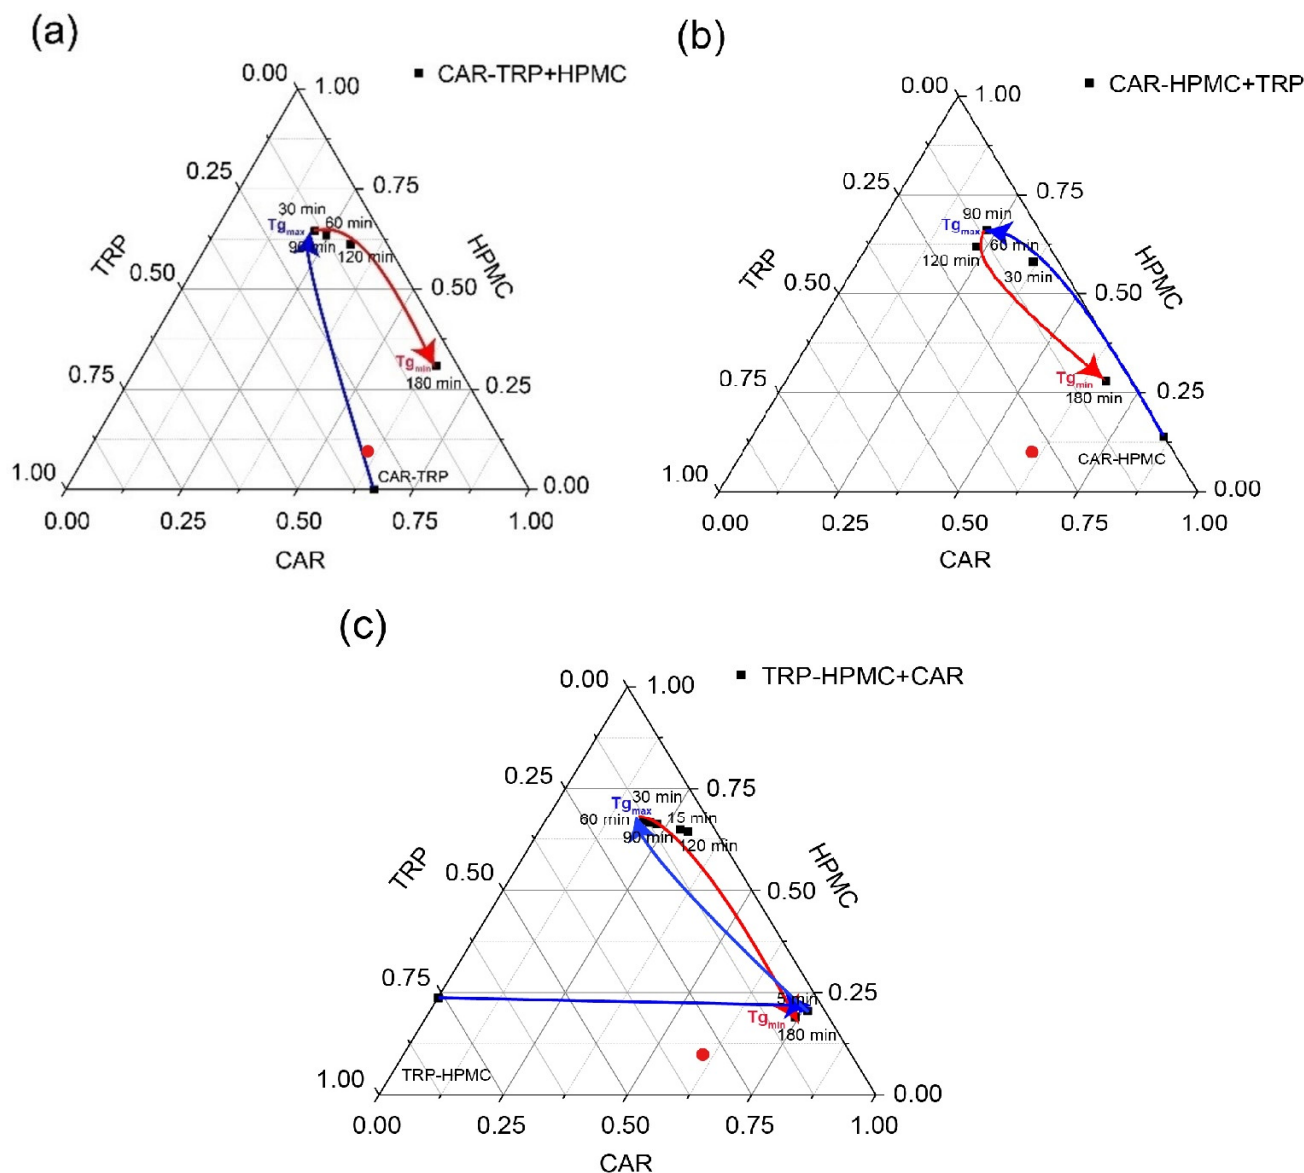 (a)
CAR-TRP+HPMC
0.00 1.00
0.25 0.75
30 min
60 min
Tgmax
90 min
120 min
TRP
HPMC
0.50 0.50
Tgmin
180 min
0.75 0.25
CAR-TRP
1.00 0.00
0.00 0.25 0.50 0.75 1.00
CAR
(b)
CAR-HPMC+TRP
0.00 1.00
0.25 0.75
90 min
Tgmax
60 min
120 min
30 min
TRP
HPMC
0.50 0.50
Tgmin
180 min
0.75 0.25
CAR-HPMC
1.00 0.00
0.00 0.25 0.50 0.75 1.00
CAR
(c)
TRP-HPMC+CAR
0.00 1.00
0.25 0.75
30 min
Tgmax
60 min
15 min
90 min
120 min
TRP
HPMC
0.50 0.50
0.75 0.25
5 min
Tgmin
180 min
TRP-HPMC
1.00 0.00
0.00 0.25 0.50 0.75 1.00
CAR